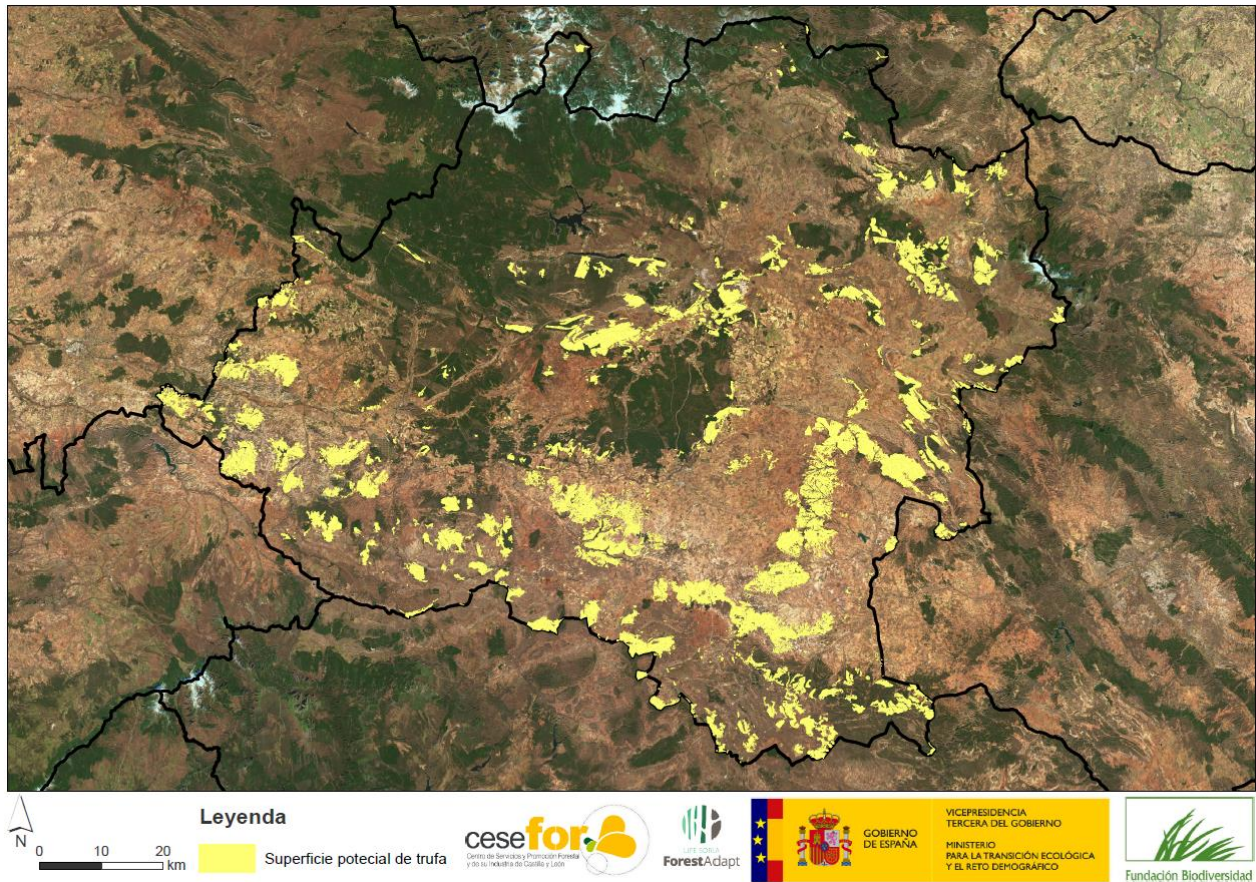 N
0 10 20
km
Leyenda
Superficie potecial de trufa
cesefor
Centro de Servicios y Promoción Forestal
y de su Industria de Castilla y León
LIFE SORIA
ForestAdapt
GOBIERNO
DE ESPAÑA
VICEPRESIDENCIA
TERCERA DEL GOBIERNO
MINISTERIO
PARA LA TRANSICIÓN ECOLÓGICA
Y EL RETO DEMOGRÁFICO
Fundación Biodiversidad